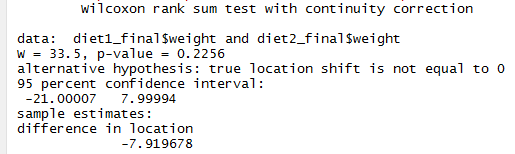 Wilcoxon rank sum test with continuity correction
data:  diet1_final$weight and diet2_final$weight
W = 33.5, p-value = 0.2256
alternative hypothesis: true location shift is not equal to 0
95 percent confidence interval:
 -21.00007   7.99994
sample estimates:
difference in location
             -7.919678